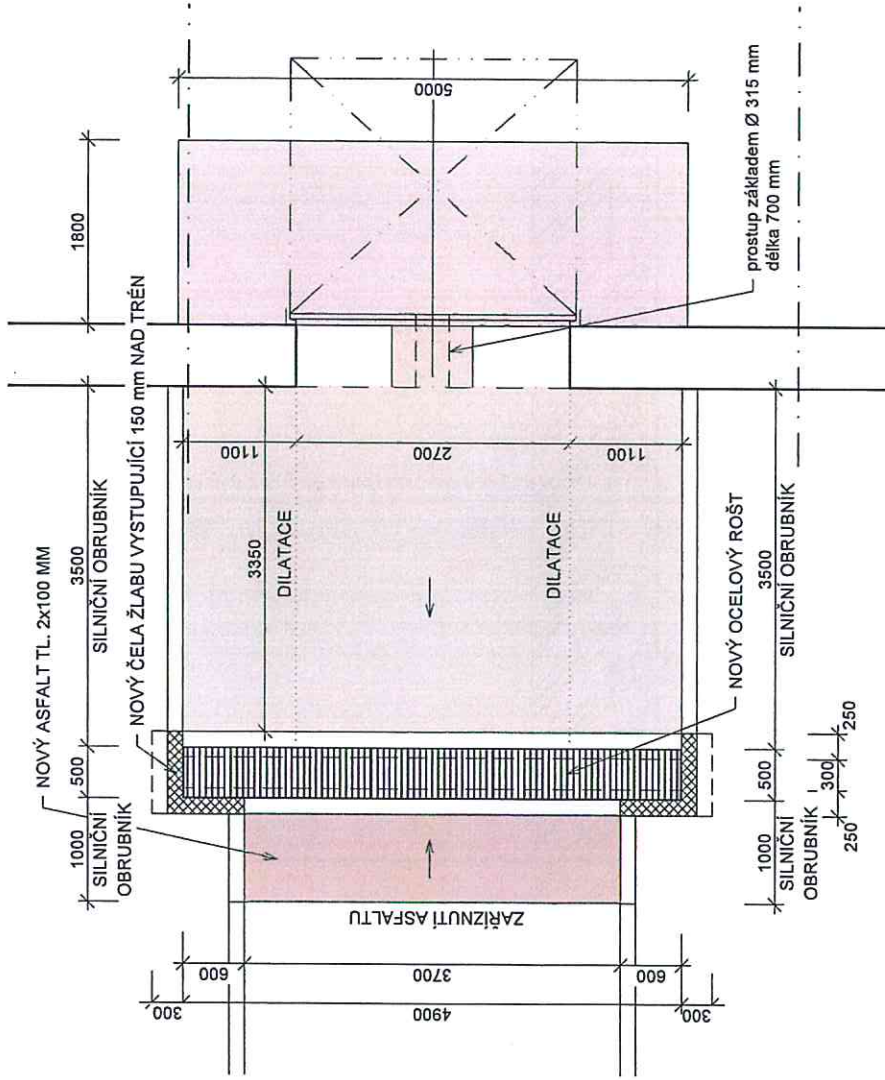 NOVÝ ASFALT TL. 2x100 MM
NOVÝ ČELA ŽLABU VYSTUPUJÍCÍ 150 mm NAD TRÉN
1000
500
3500
1800
SILNIČNÍ
OBRUBNÍK
SILNIČNÍ OBRUBNÍK
3350
5000
DILATACE
DILATACE
1100
2700
1100
prostup základem Ø 315 mm
délka 700 mm
ZAŘÍZNUTÍ ASFALTU
600
3700
600
300
4900
300
NOVÝ OCELOVÝ ROŠT
SILNIČNÍ OBRUBNÍK
3500
SILNIČNÍ
OBRUBNÍK
1000
500
250
300
250